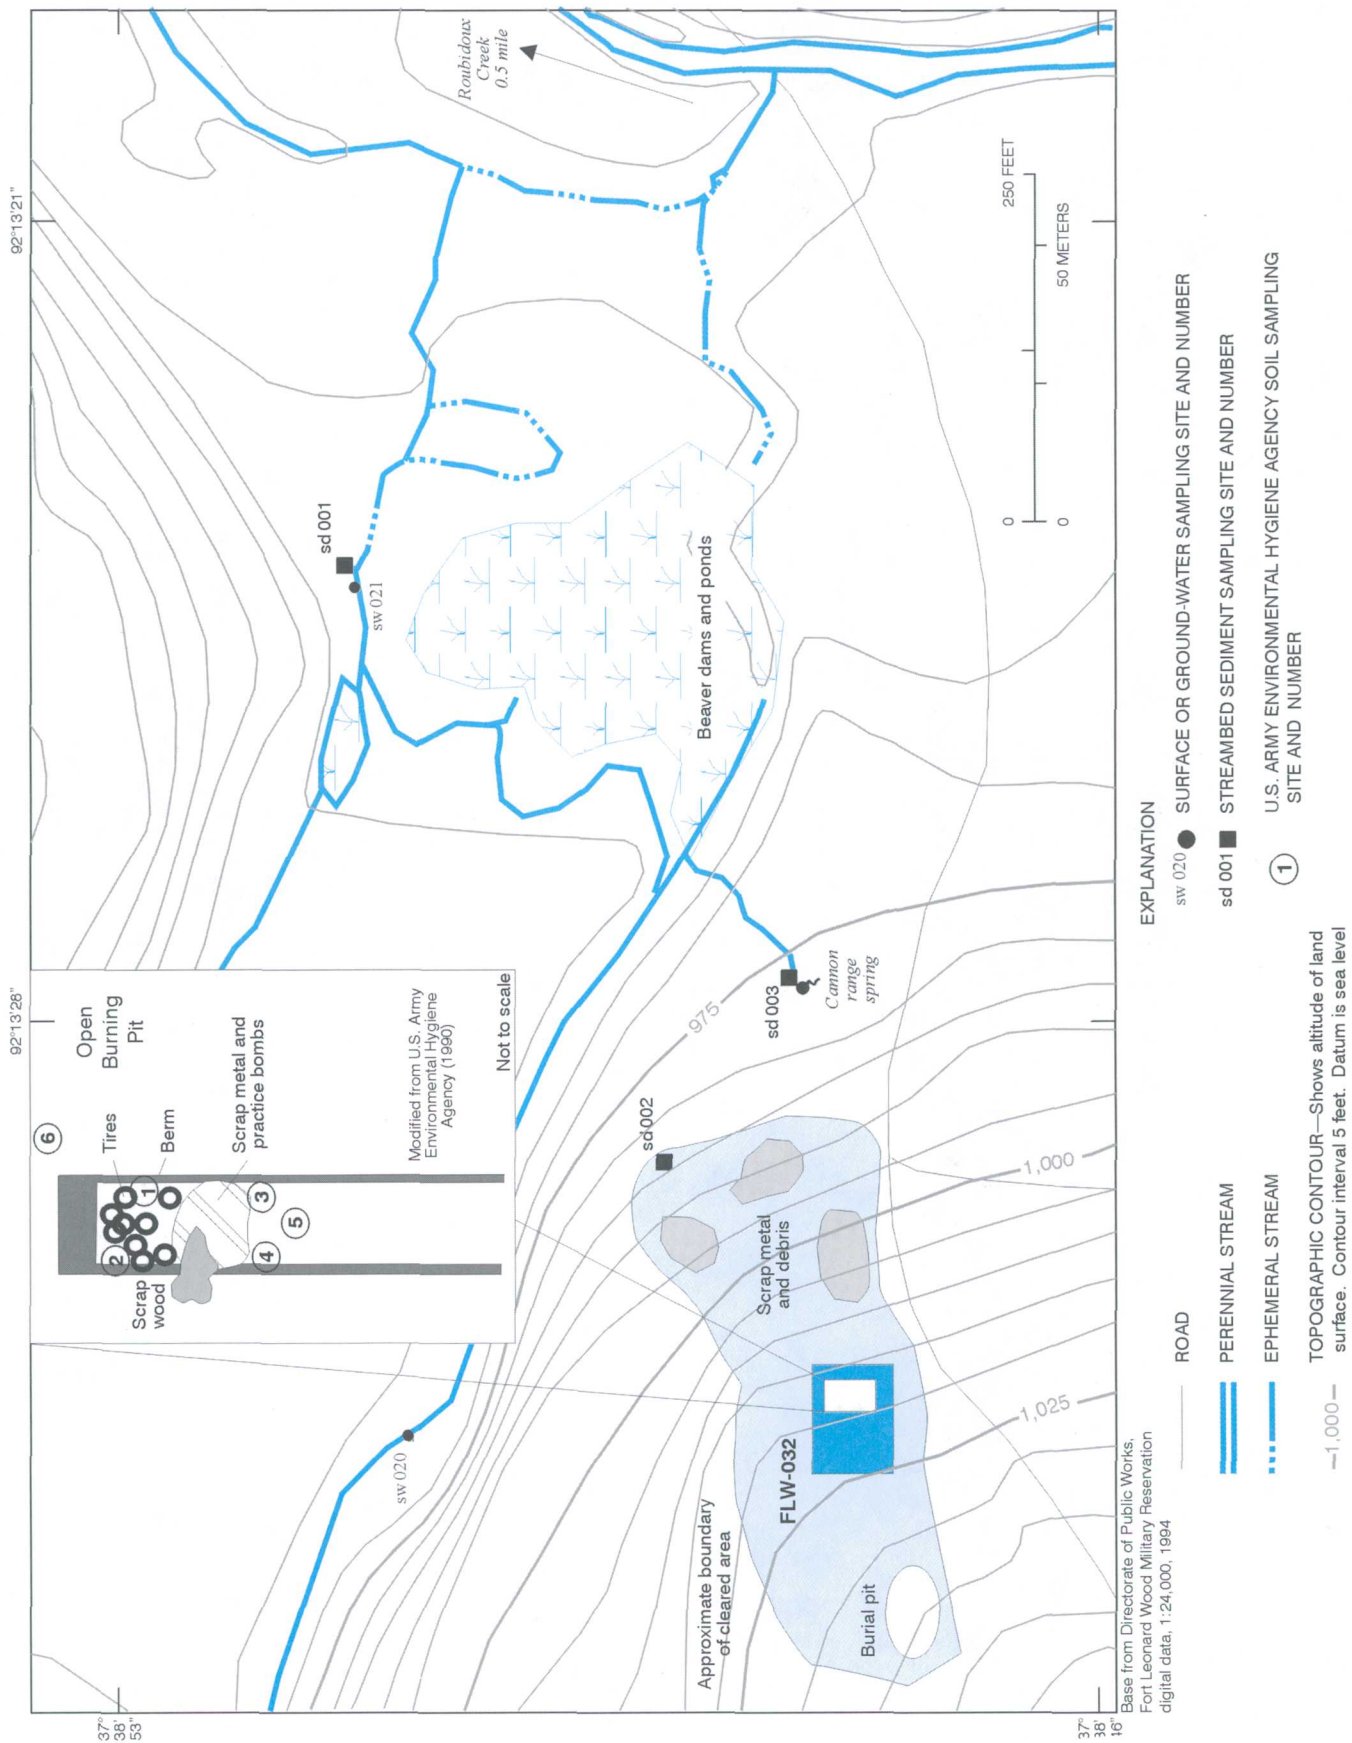 37°
38'
53"
92°13'28"
92°13'21"
Open
Burning
Pit
6
Tires
Berm
Scrap metal and
practice bombs
Scrap
wood
1
2
3
4
5
Modified from U.S. Army
Environmental Hygiene
Agency (1990)
Not to scale
sw 020
sd 001
sw 021
Roubidoux
Creek
0.5 mile
Beaver dams and ponds
975
sd 002
sd 003
Cannon
range
spring
Approximate boundary
of cleared area
FLW-032
Scrap metal
and debris
Burial pit
1,000
1,025
0
250 FEET
0
50 METERS
37°
38'
46"
Base from Directorate of Public Works,
Fort Leonard Wood Military Reservation
digital data, 1:24,000, 1994
EXPLANATION
ROAD
PERENNIAL STREAM
EPHEMERAL STREAM
1,000 TOPOGRAPHIC CONTOUR—Shows altitude of land
surface. Contour interval 5 feet. Datum is sea level
sw 020 SURFACE OR GROUND-WATER SAMPLING SITE AND NUMBER
sd 001 STREAMBED SEDIMENT SAMPLING SITE AND NUMBER
1 U.S. ARMY ENVIRONMENTAL HYGIENE AGENCY SOIL SAMPLING
SITE AND NUMBER